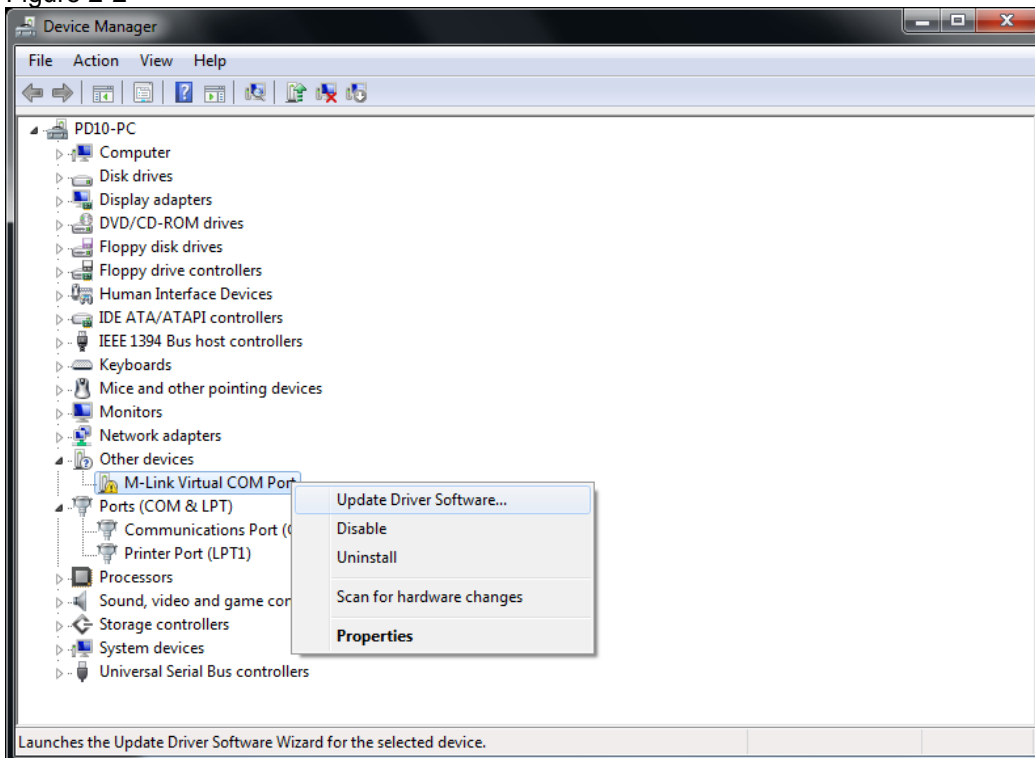 Figure 2-2
Device Manager
File Action View Help
PD10-PC
Computer
Disk drives
Display adapters
DVD/CD-ROM drives
Floppy disk drives
Floppy drive controllers
Human Interface Devices
IDE ATA/ATAPI controllers
IEEE 1394 Bus host controllers
Keyboards
Mice and other pointing devices
Monitors
Network adapters
Other devices
M-Link Virtual COM Port
Ports (COM & LPT)
Communications Port (
Printer Port (LPT1)
Processors
Sound, video and game con
Storage controllers
System devices
Universal Serial Bus controllers
Update Driver Software...
Disable
Uninstall
Scan for hardware changes
Properties
Launches the Update Driver Software Wizard for the selected device.